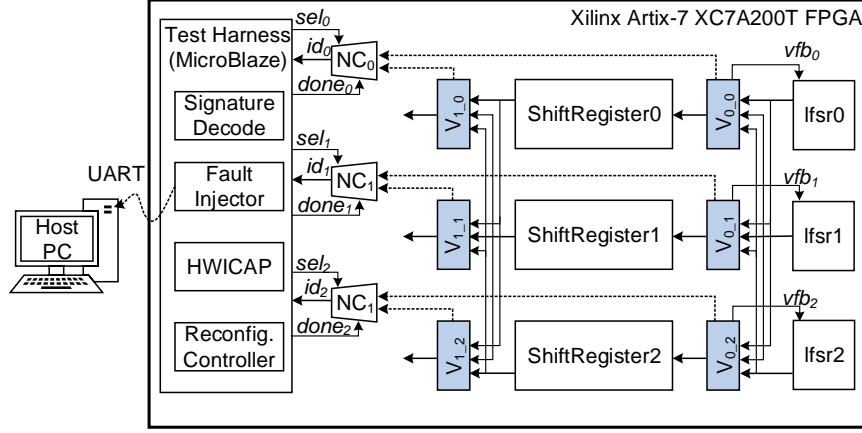 Xilinx Artix-7 XC7A200T FPGA
Test Harness
(MicroBlaze)
Signature
Decode
Fault
Injector
HWICAP
Reconfig.
Controller
UART
Host
PC
sel0
id0
done0
NC0
V1_0
ShiftRegister0
V0_0
vfb0
lfsr0
sel1
id1
done1
NC1
V1_1
ShiftRegister1
V0_1
vfb1
lfsr1
sel2
id2
done2
NC1
V1_2
ShiftRegister2
V0_2
vfb2
lfsr2